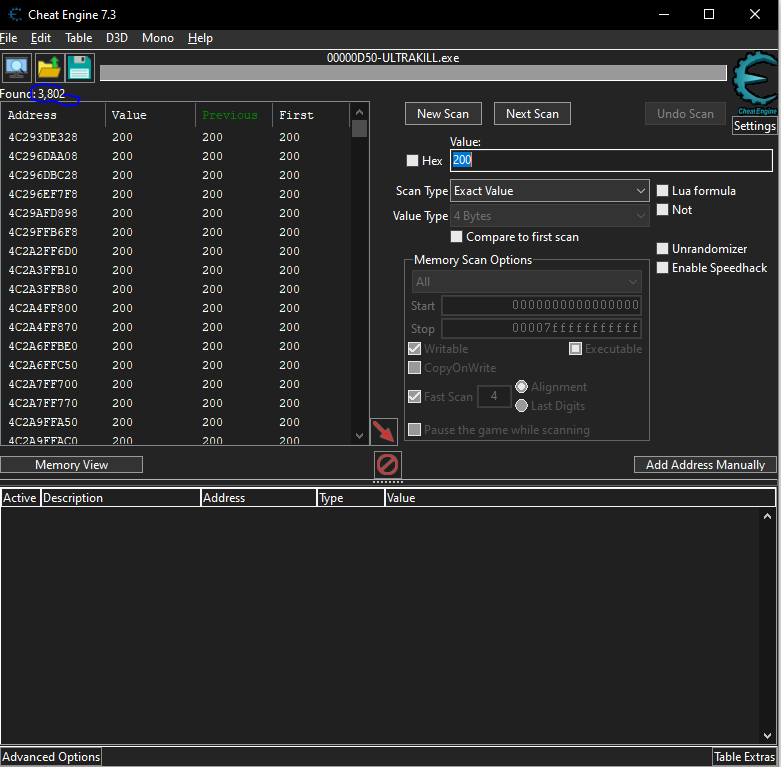 Cheat Engine 7.3
File Edit Table D3D Mono Help
00000D50-ULTRAKILL.exe
Found: 3,802
Cheat Engine
Settings
Address Value Previous First
4C293DE328 200 200 200
4C296DAA08 200 200 200
4C296DBC28 200 200 200
4C296EF7F8 200 200 200
4C29AFD898 200 200 200
4C29FFB6F8 200 200 200
4C2A2FF6D0 200 200 200
4C2A3FFB10 200 200 200
4C2A3FFB80 200 200 200
4C2A4FF800 200 200 200
4C2A4FF870 200 200 200
4C2A6FFBE0 200 200 200
4C2A6FFC50 200 200 200
4C2A7FF700 200 200 200
4C2A7FF770 200 200 200
4C2A9FFA50 200 200 200
4C2A9FFAC0 200 200 200
New Scan Next Scan Undo Scan
Value:
Hex 200
Scan Type Exact Value
Lua formula
Value Type 4 Bytes
Not
Compare to first scan
Unrandomizer
Enable Speedhack
Memory Scan Options
All
Start 0000000000000000
Stop 00007fffffffffff
Writable Executable
CopyOnWrite
Fast Scan 4 Alignment
Last Digits
Pause the game while scanning
Memory View Add Address Manually
Active Description Address Type Value
Advanced Options Table Extras